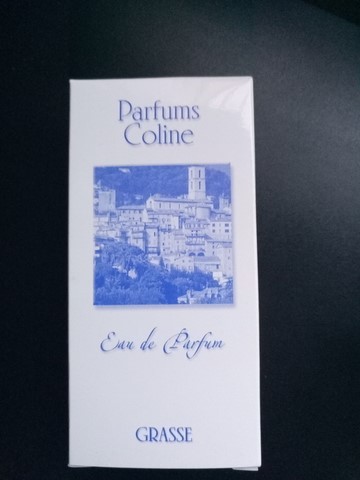 Parfums
Coline
Eau de Parfum
GRASSE